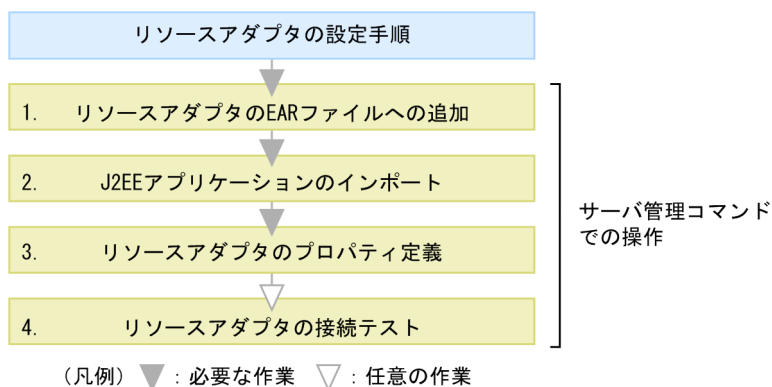 リソースアダプタの設定手順
1. リソースアダプタのEARファイルへの追加
2. J2EEアプリケーションのインポート
3. リソースアダプタのプロパティ定義
4. リソースアダプタの接続テスト
サーバ管理コマンド
での操作
（凡例） ▼ : 必要な作業 ▽ : 任意の作業